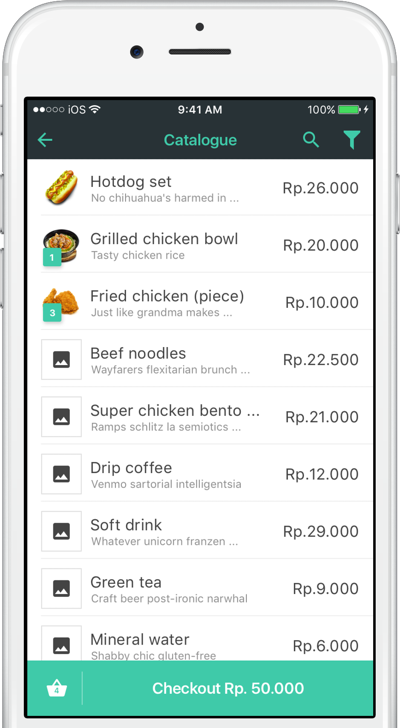 iOS 9:41 AM 100%
Catalogue
Hotdog set Rp.26.000
No chihuahua's harmed in ...
Grilled chicken bowl Rp.20.000
1 Tasty chicken rice
Fried chicken (piece) Rp.10.000
3 Just like grandma makes ...
Beef noodles Rp.22.500
Wayfarers flexitarian brunch ...
Super chicken bento ... Rp.21.000
Ramps schlitz la semiotics ...
Drip coffee Rp.12.000
Venmo sartorial intelligentsia
Soft drink Rp.29.000
Whatever unicorn franzen ...
Green tea Rp.9.000
Craft beer post-ironic narwhal
Mineral water Rp.6.000
Shabby chic gluten-free
4 Checkout Rp. 50.000